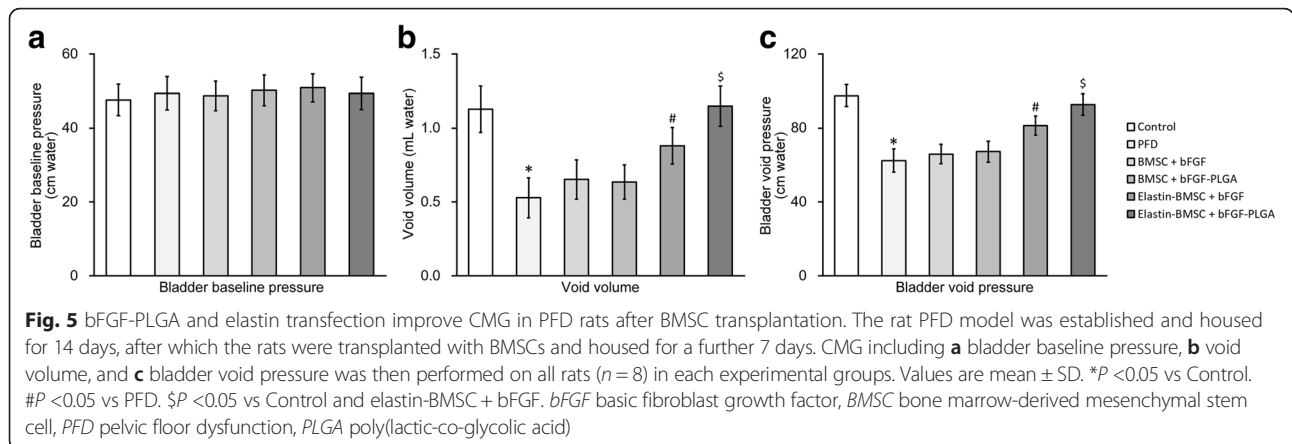 a
b
c
60
40
20
0
Bladder baseline pressure
(cm water)
Bladder baseline pressure
1.5
1.0
0.5
0.0
Void volume (mL water)
*
#
$
Void volume
120
80
40
0
Bladder void pressure
(cm water)
*
#
$
Bladder void pressure
Control
PFD
BMSC + bFGF
BMSC + bFGF-PLGA
Elastin-BMSC + bFGF
Elastin-BMSC + bFGF-PLGA
Fig. 5 bFGF-PLGA and elastin transfection improve CMG in PFD rats after BMSC transplantation. The rat PFD model was established and housed
for 14 days, after which the rats were transplanted with BMSCs and housed for a further 7 days. CMG including a bladder baseline pressure, b void
volume, and c bladder void pressure was then performed on all rats (n = 8) in each experimental groups. Values are mean ± SD. *P <0.05 vs Control.
#P <0.05 vs PFD. $P <0.05 vs Control and elastin-BMSC + bFGF. bFGF basic fibroblast growth factor, BMSC bone marrow-derived mesenchymal stem
cell, PFD pelvic floor dysfunction, PLGA poly(lactic-co-glycolic acid)